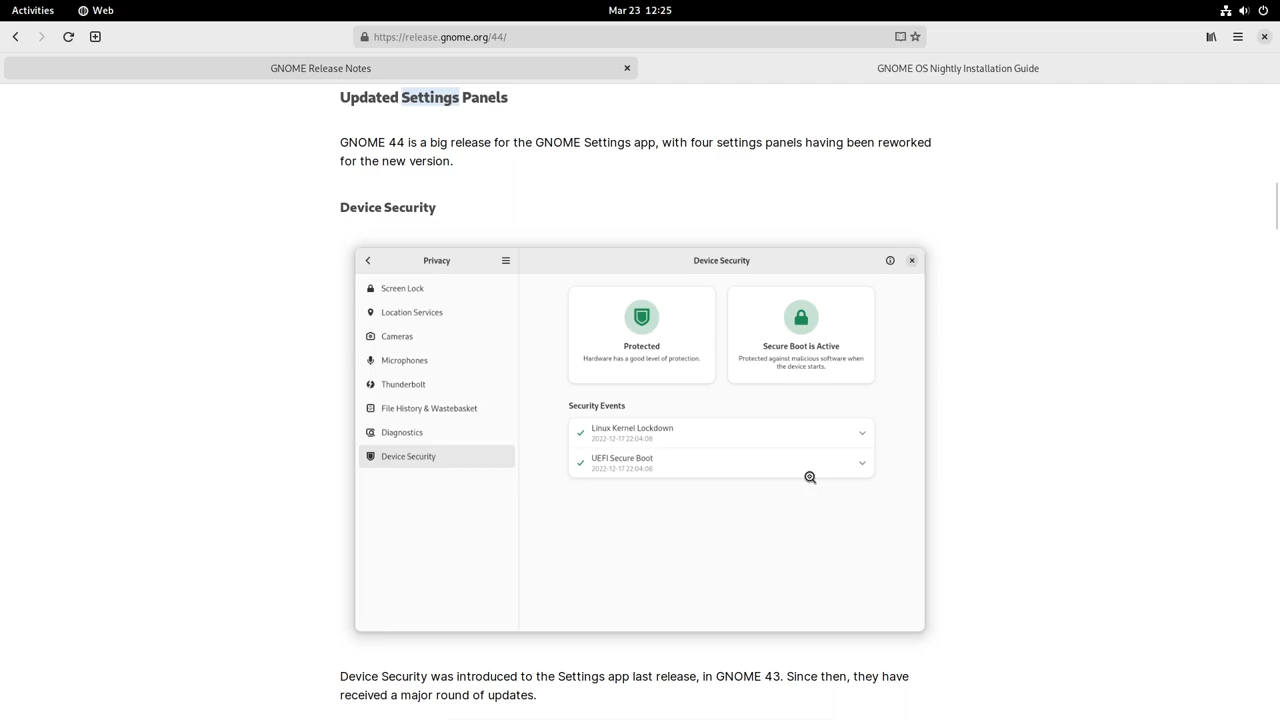 Activities
Web
Mar 23 12:25
https://release.gnome.org/44/
GNOME Release Notes
GNOME OS Nightly Installation Guide
Updated Settings Panels
GNOME 44 is a big release for the GNOME Settings app, with four settings panels having been reworked
for the new version.
Device Security
Privacy
Device Security
Screen Lock
Location Services
Cameras
Microphones
Thunderbolt
File History & Wastebasket
Diagnostics
Device Security
Protected
Hardware has a good level of protection.
Secure Boot is Active
Protected against malicious software when
the device starts.
Security Events
Linux Kernel Lockdown
2022-12-17 22:04:08
UEFI Secure Boot
2022-12-17 22:04:08
Device Security was introduced to the Settings app last release, in GNOME 43. Since then, they have
received a major round of updates.